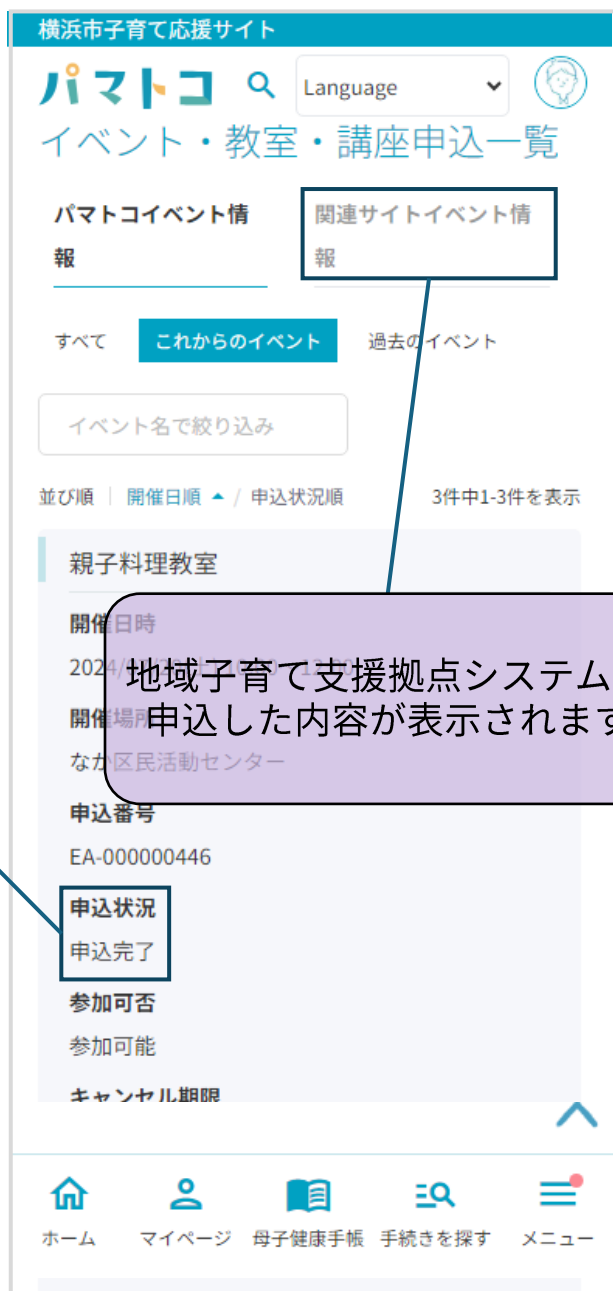 横浜市子育て応援サイト
パマトコ
Language
イベント・教室・講座申込一覧
パマトコイベント情
報
関連サイトイベント情
報
すべて
これからのイベント
過去のイベント
イベント名で絞り込み
並び順 | 開催日順 ▲ / 申込状況順
3件中1-3件を表示
親子料理教室
開催日時
地域子育て支援拠点システム
申込した内容が表示されます
開催場所
なか区民活動センター
申込番号
EA-000000446
申込状況
申込完了
参加可否
参加可能
キャンセル期限
ホーム
マイページ
母子健康手帳
手続きを探す
メニュー